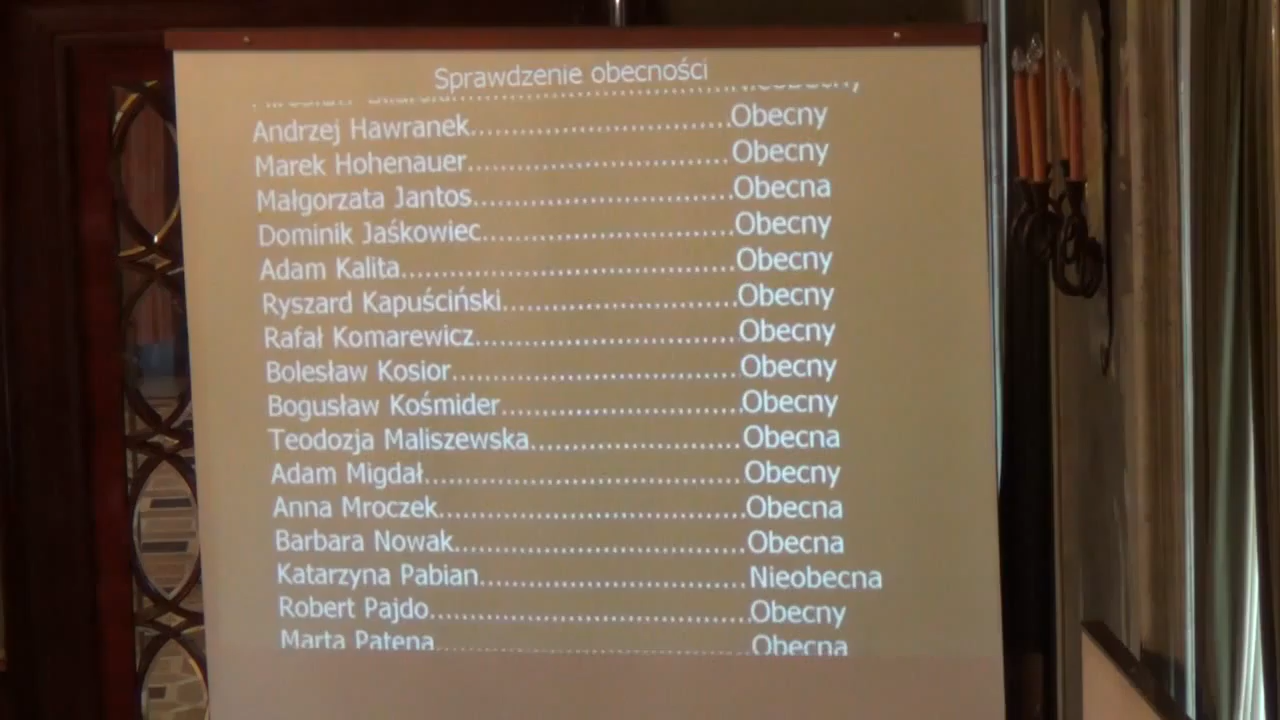 Sprawdzenie obecności
Nieobecny
Andrzej Hawranek..............................Obecny
Marek Hohenauer..............................Obecny
Małgorzata Jantos..............................Obecna
Dominik Jaśkowiec.............................Obecny
Adam Kalita.......................................Obecny
Ryszard Kapuściński...........................Obecny
Rafał Komarewicz..............................Obecny
Bolesław Kosior.................................Obecny
Bogusław Kośmider............................Obecny
Teodozja Maliszewska........................Obecna
Adam Migdał.....................................Obecny
Anna Mroczek...................................Obecna
Barbara Nowak..................................Obecna
Katarzyna Pabian...............................Nieobecna
Robert Pajdo.....................................Obecny
Marta Patena....................................Obecna